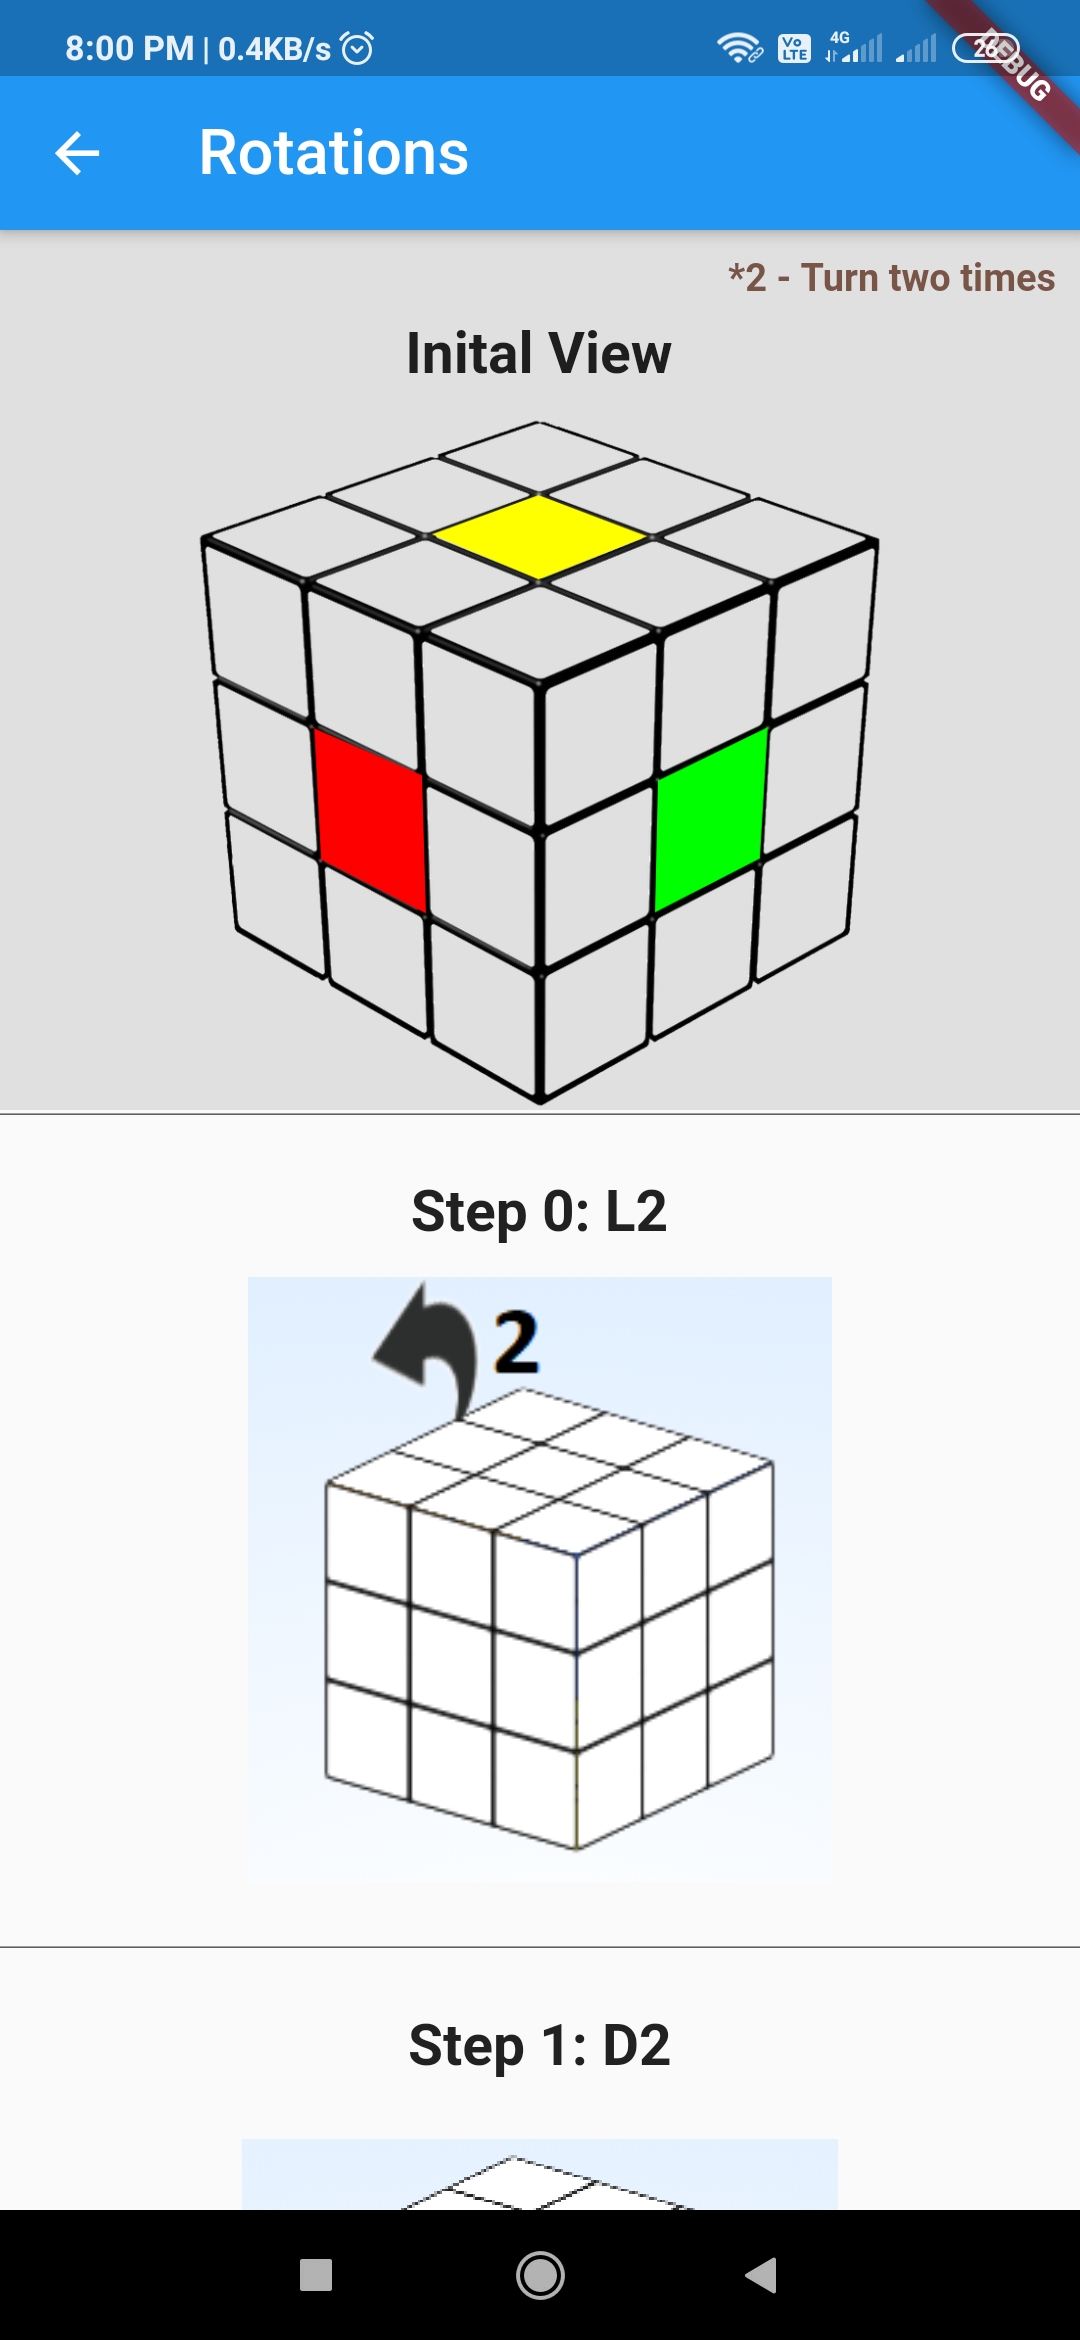 8:00 PM | 0.4KB/s
Vo LTE 4G 26
DEBUG
Rotations
*2 - Turn two times
Inital View
Step 0: L2
2
Step 1: D2